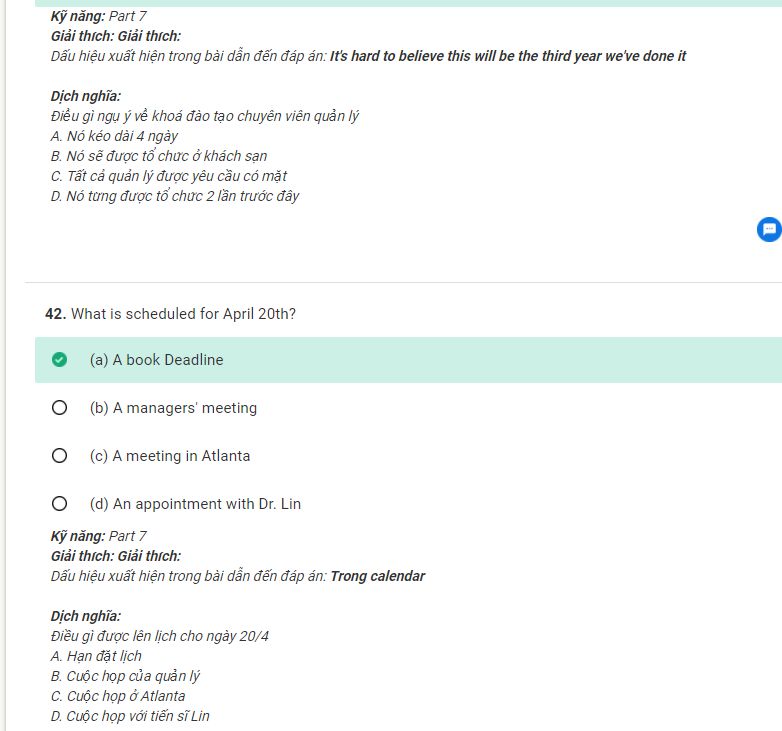 Kỹ năng: Part 7
Giải thích: Giải thích:
Dấu hiệu xuất hiện trong bài dẫn đến đáp án: It's hard to believe this will be the third year we've done it
Dịch nghĩa:
Điều gì ngụ ý về khoá đào tạo chuyên viên quản lý
A. Nó kéo dài 4 ngày
B. Nó sẽ được tổ chức ở khách sạn
C. Tất cả quản lý được yêu cầu có mặt
D. Nó từng được tổ chức 2 lần trước đây
42. What is scheduled for April 20th?
(a) A book Deadline
(b) A managers' meeting
(c) A meeting in Atlanta
(d) An appointment with Dr. Lin
Kỹ năng: Part 7
Giải thích: Giải thích:
Dấu hiệu xuất hiện trong bài dẫn đến đáp án: Trong calendar
Dịch nghĩa:
Điều gì được lên lịch cho ngày 20/4
A. Hạn đặt lịch
B. Cuộc họp của quản lý
C. Cuộc họp ở Atlanta
D. Cuộc họp với tiến sĩ Lin